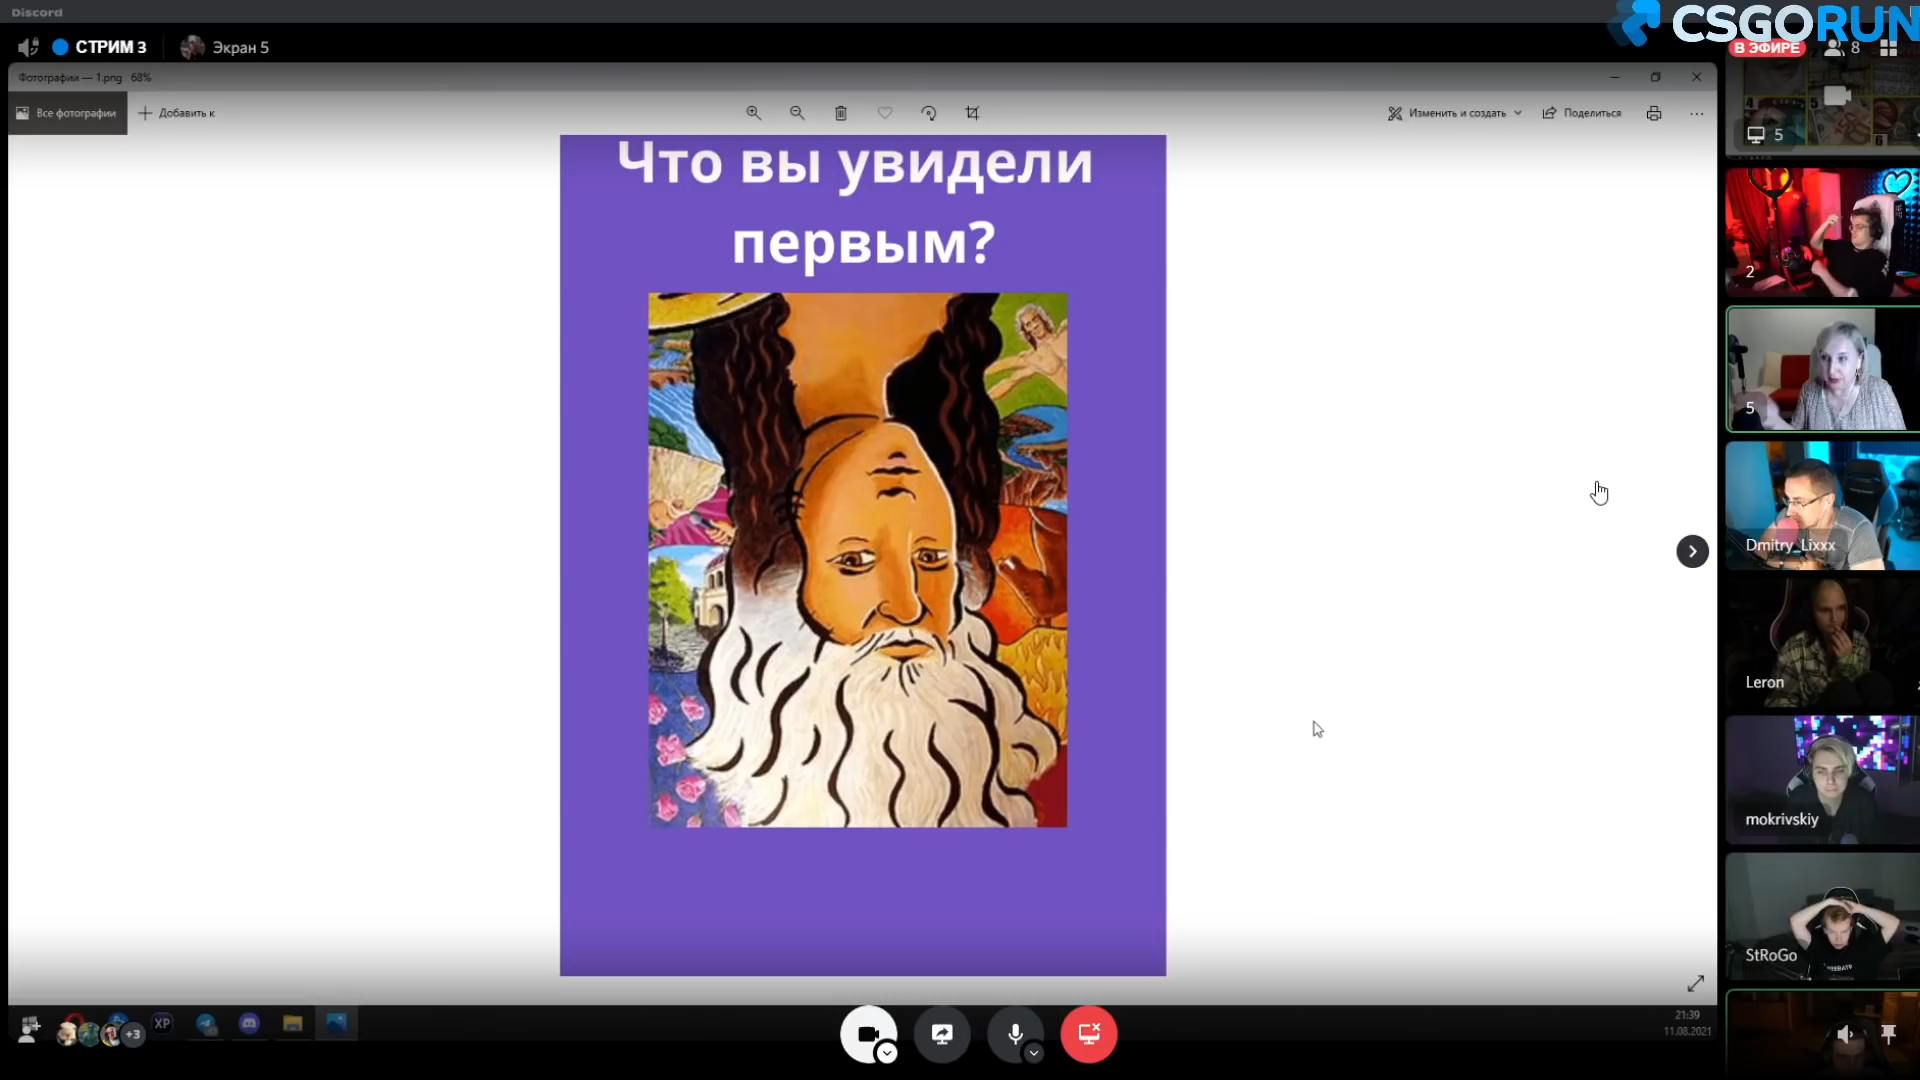 Discord
CSGORUN
СТРИМ 3
Экран 5
В ЭФИРЕ
8
Фотографии — 1.png 68%
Все фотографии
Добавить к
Изменить и создать
Поделиться
Что вы увидели
первым?
5
2
5
Dmitry_Lixxx
Leron
mokrivskiy
StRoGo
+3
XP
21:39
11.08.2021